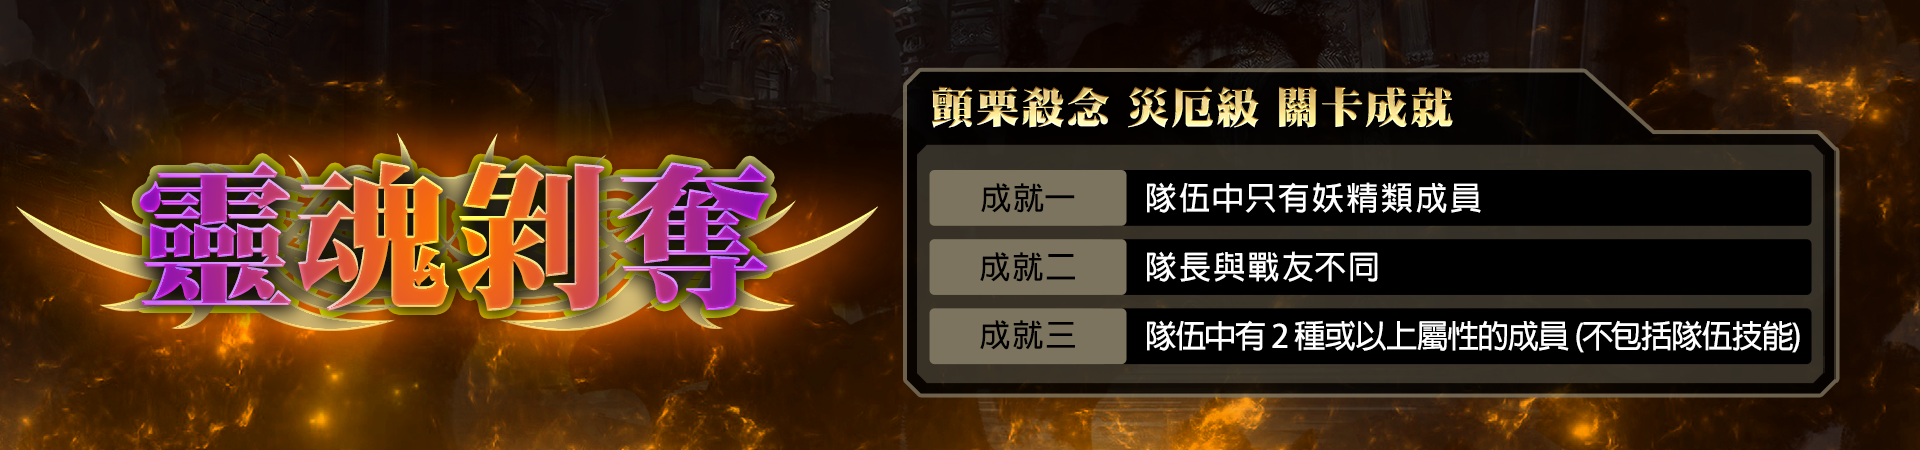 靈魂剝奪
顫栗殺念 災厄級 關卡成就
成就一 隊伍中只有妖精類成員
成就二 隊長與戰友不同
成就三 隊伍中有 2 種或以上屬性的成員 (不包括隊伍技能)